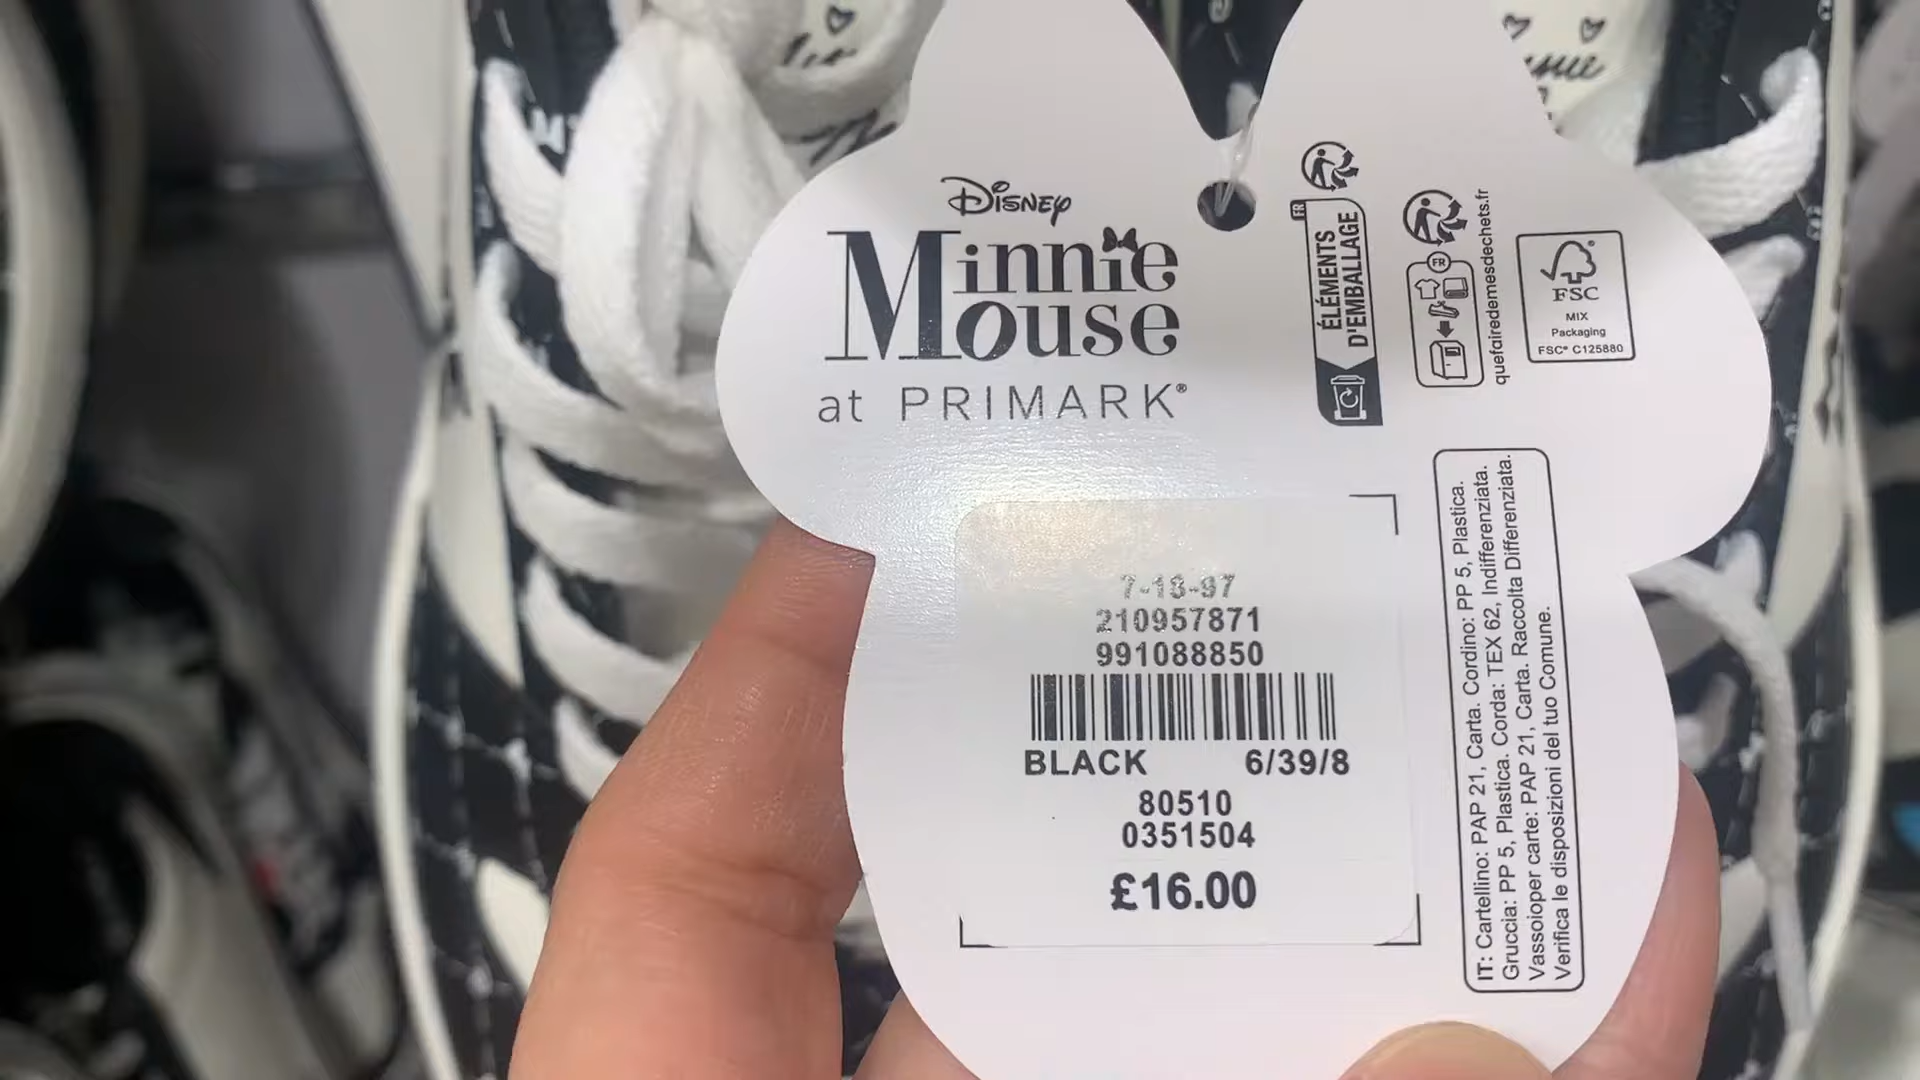 Disney
Minnie
Mouse
at PRIMARK®
FR
ÉLÉMENTS
D'EMBALLAGE
FR
quefairedemesdechets.fr
FSC
MIX
Packaging
FSC® C125880
7-18-97
210957871
991088850
BLACK 6/39/8
80510
0351504
£16.00
IT: Cartellino: PAP 21, Carta. Cordino: PP 5, Plastica.
Gruccia: PP 5, Plastica. Corda: TEX 62, Indifferenziata.
Vassoioper carte: PAP 21, Carta. Raccolta Differenziata.
Verifica le disposizioni del tuo Comune.